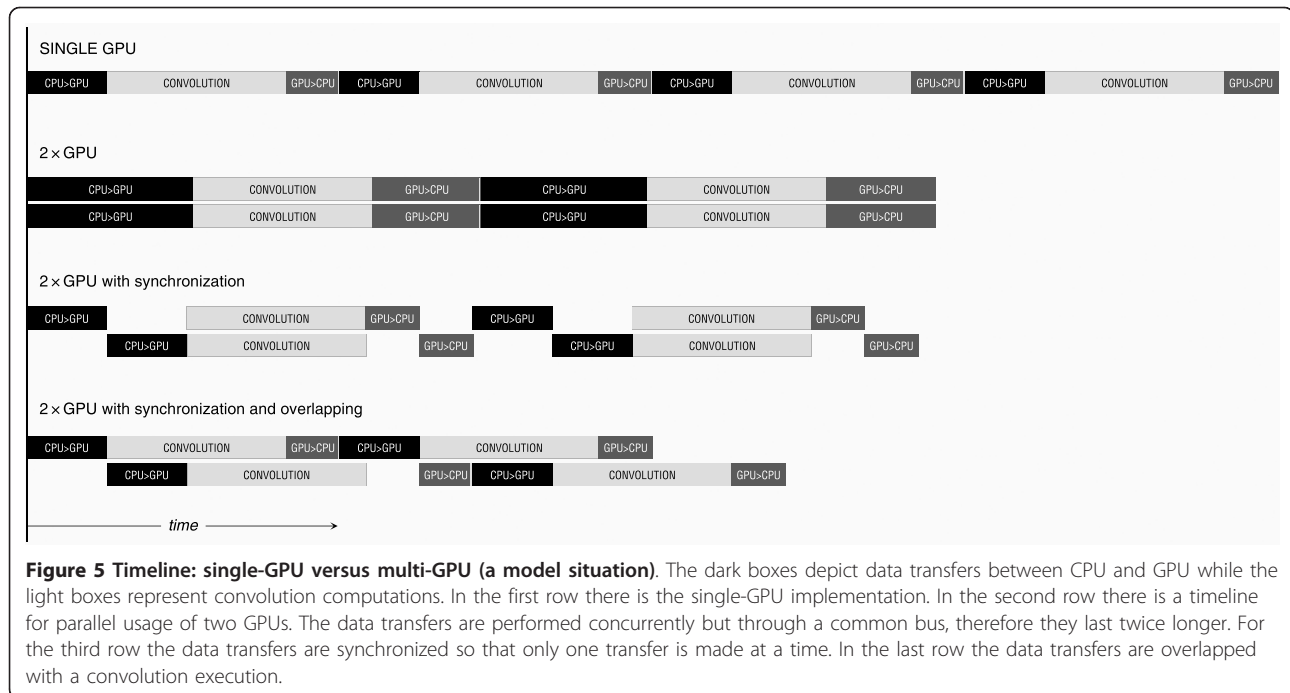 SINGLE GPU
CPU>GPU CONVOLUTION GPU>CPU CPU>GPU CONVOLUTION GPU>CPU CPU>GPU CONVOLUTION GPU>CPU CPU>GPU CONVOLUTION GPU>CPU
2 × GPU
CPU>GPU CONVOLUTION GPU>CPU CPU>GPU CONVOLUTION GPU>CPU
CPU>GPU CONVOLUTION GPU>CPU CPU>GPU CONVOLUTION GPU>CPU
2 × GPU with synchronization
CPU>GPU CONVOLUTION GPU>CPU CPU>GPU CONVOLUTION GPU>CPU
CPU>GPU CONVOLUTION GPU>CPU CPU>GPU CONVOLUTION GPU>CPU
2 × GPU with synchronization and overlapping
CPU>GPU CONVOLUTION GPU>CPU CPU>GPU CONVOLUTION GPU>CPU
CPU>GPU CONVOLUTION GPU>CPU CPU>GPU CONVOLUTION GPU>CPU
time
Figure 5 Timeline: single-GPU versus multi-GPU (a model situation). The dark boxes depict data transfers between CPU and GPU while the
light boxes represent convolution computations. In the first row there is the single-GPU implementation. In the second row there is a timeline
for parallel usage of two GPUs. The data transfers are performed concurrently but through a common bus, therefore they last twice longer. For
the third row the data transfers are synchronized so that only one transfer is made at a time. In the last row the data transfers are overlapped
with a convolution execution.